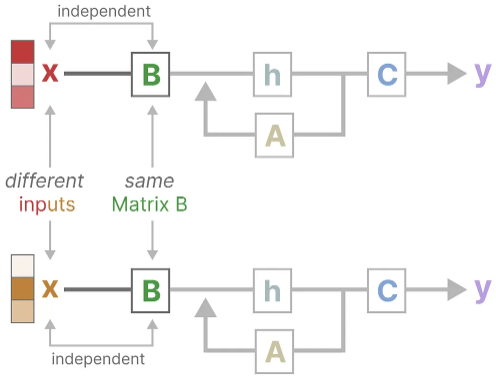 independent
x B h C y
A
different same
inputs Matrix B
x B h C y
A
independent